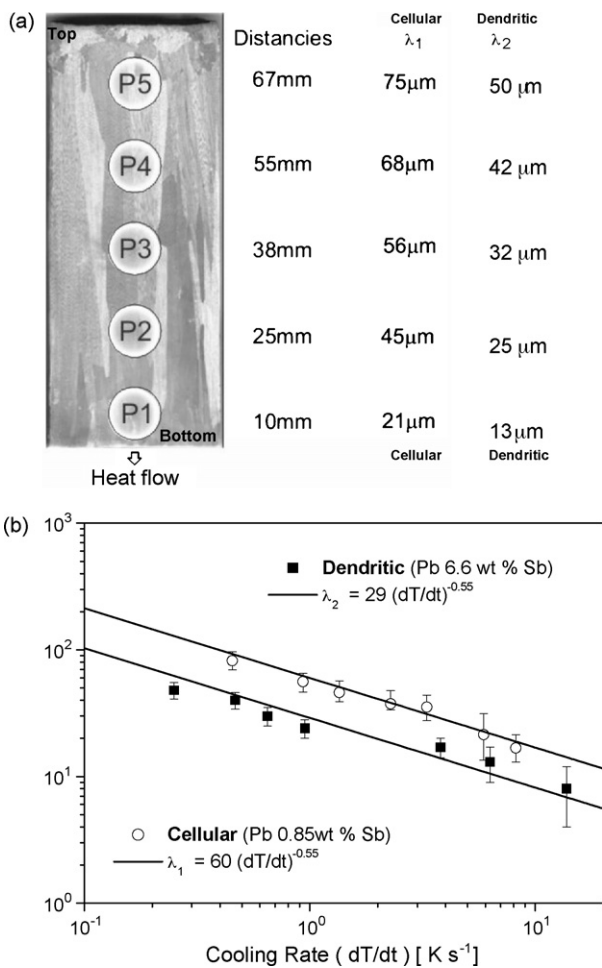 (a)
Top
Distancies
Cellular
λ₁
Dendritic
λ₂
P5 67mm 75μm 50 μm
P4 55mm 68μm 42 μm
P3 38mm 56μm 32 μm
P2 25mm 45μm 25 μm
P1 10mm 21μm 13μm
Bottom
Cellular Dendritic
Heat flow
(b)
10³
10²
10¹
10⁰
Dendritic (Pb 6.6 wt % Sb)
λ₂ = 29 (dT/dt)⁻⁰·⁵⁵
Cellular (Pb 0.85wt % Sb)
λ₁ = 60 (dT/dt)⁻⁰·⁵⁵
10⁻¹ 10⁰ 10¹
Cooling Rate ( dT/dt) [ K s⁻¹]